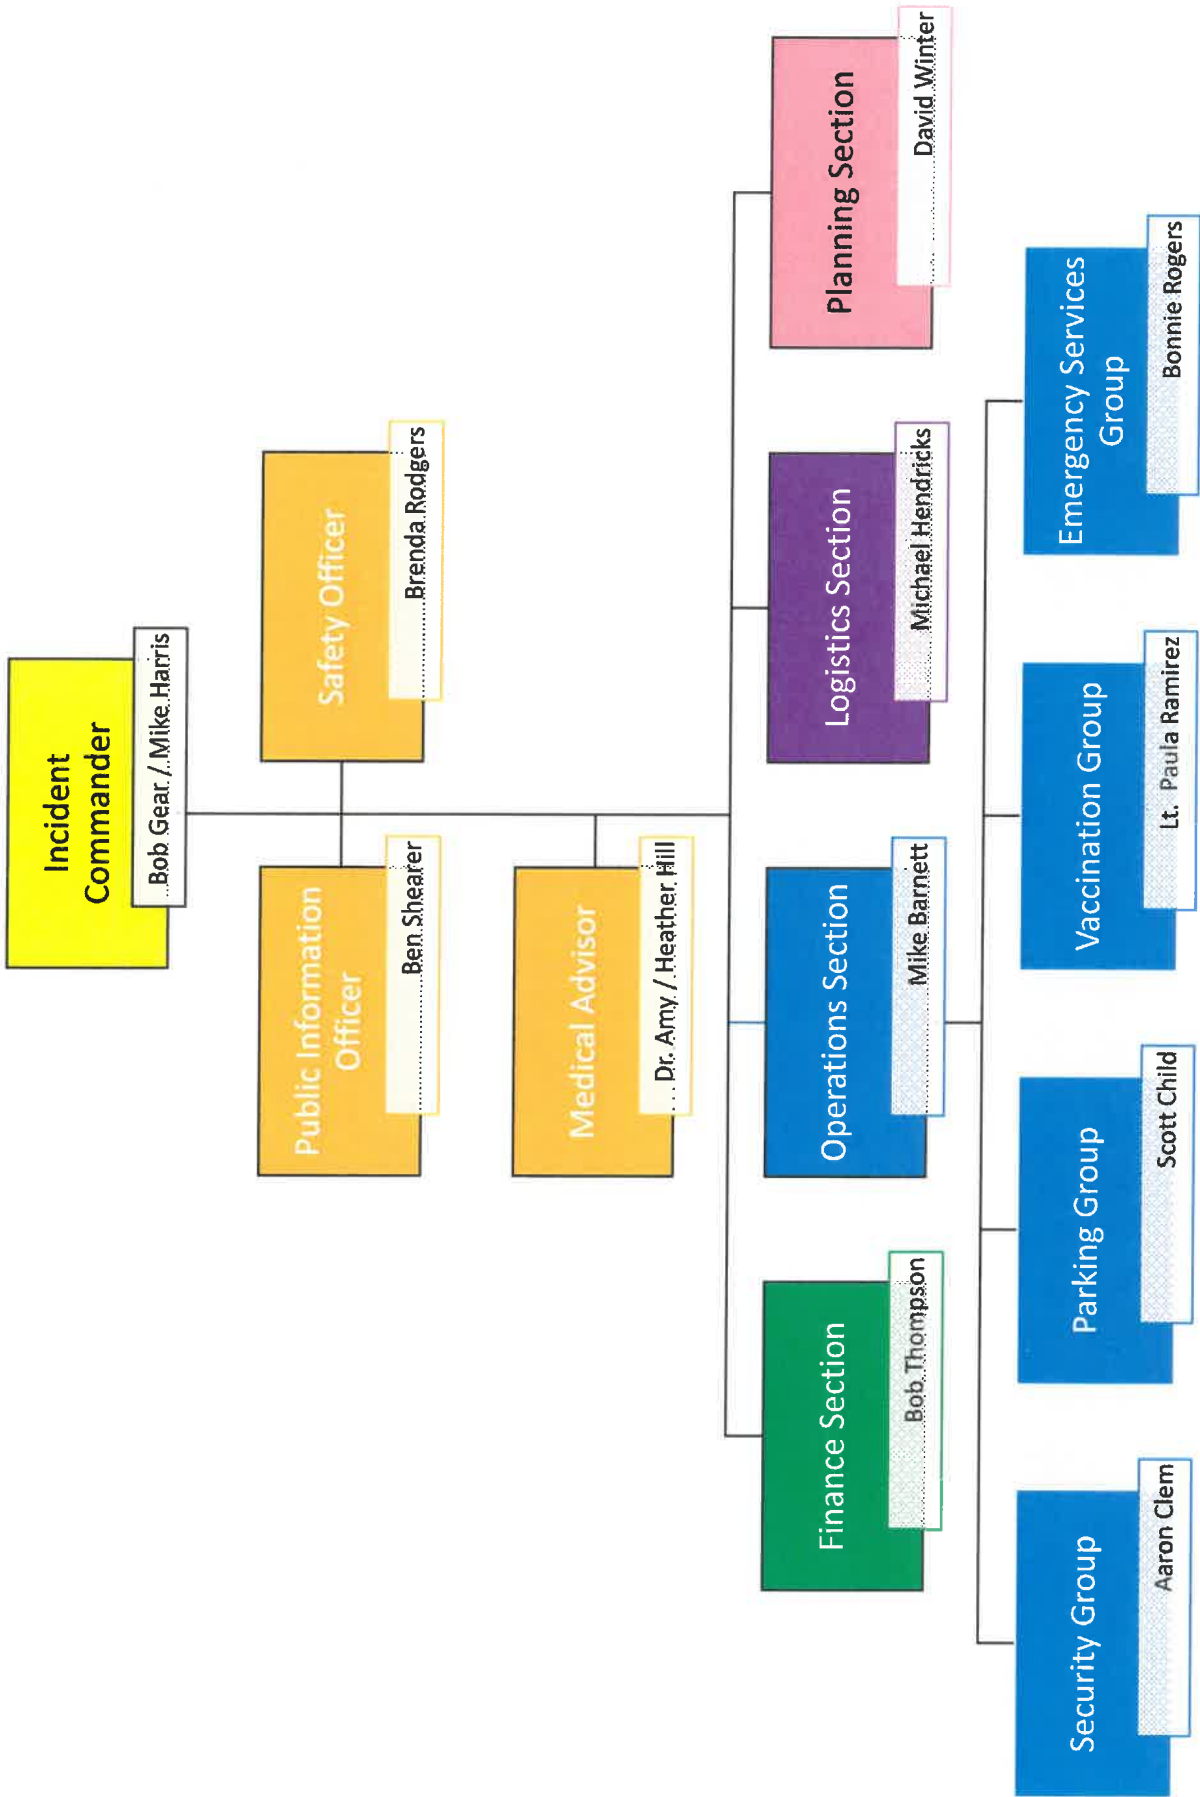 Incident
Commander
Bob Gear / Mike Harris
Public Information
Officer
Ben Shearer
Safety Officer
Brenda Rodgers
Medical Advisor
Dr. Amy / Heather Hill
Finance Section
Bob Thompson
Operations Section
Mike Barnett
Logistics Section
Michael Hendricks
Planning Section
David Winter
Security Group
Aaron Clem
Parking Group
Scott Child
Vaccination Group
Lt. Paula Ramirez
Emergency Services
Group
Bonnie Rogers